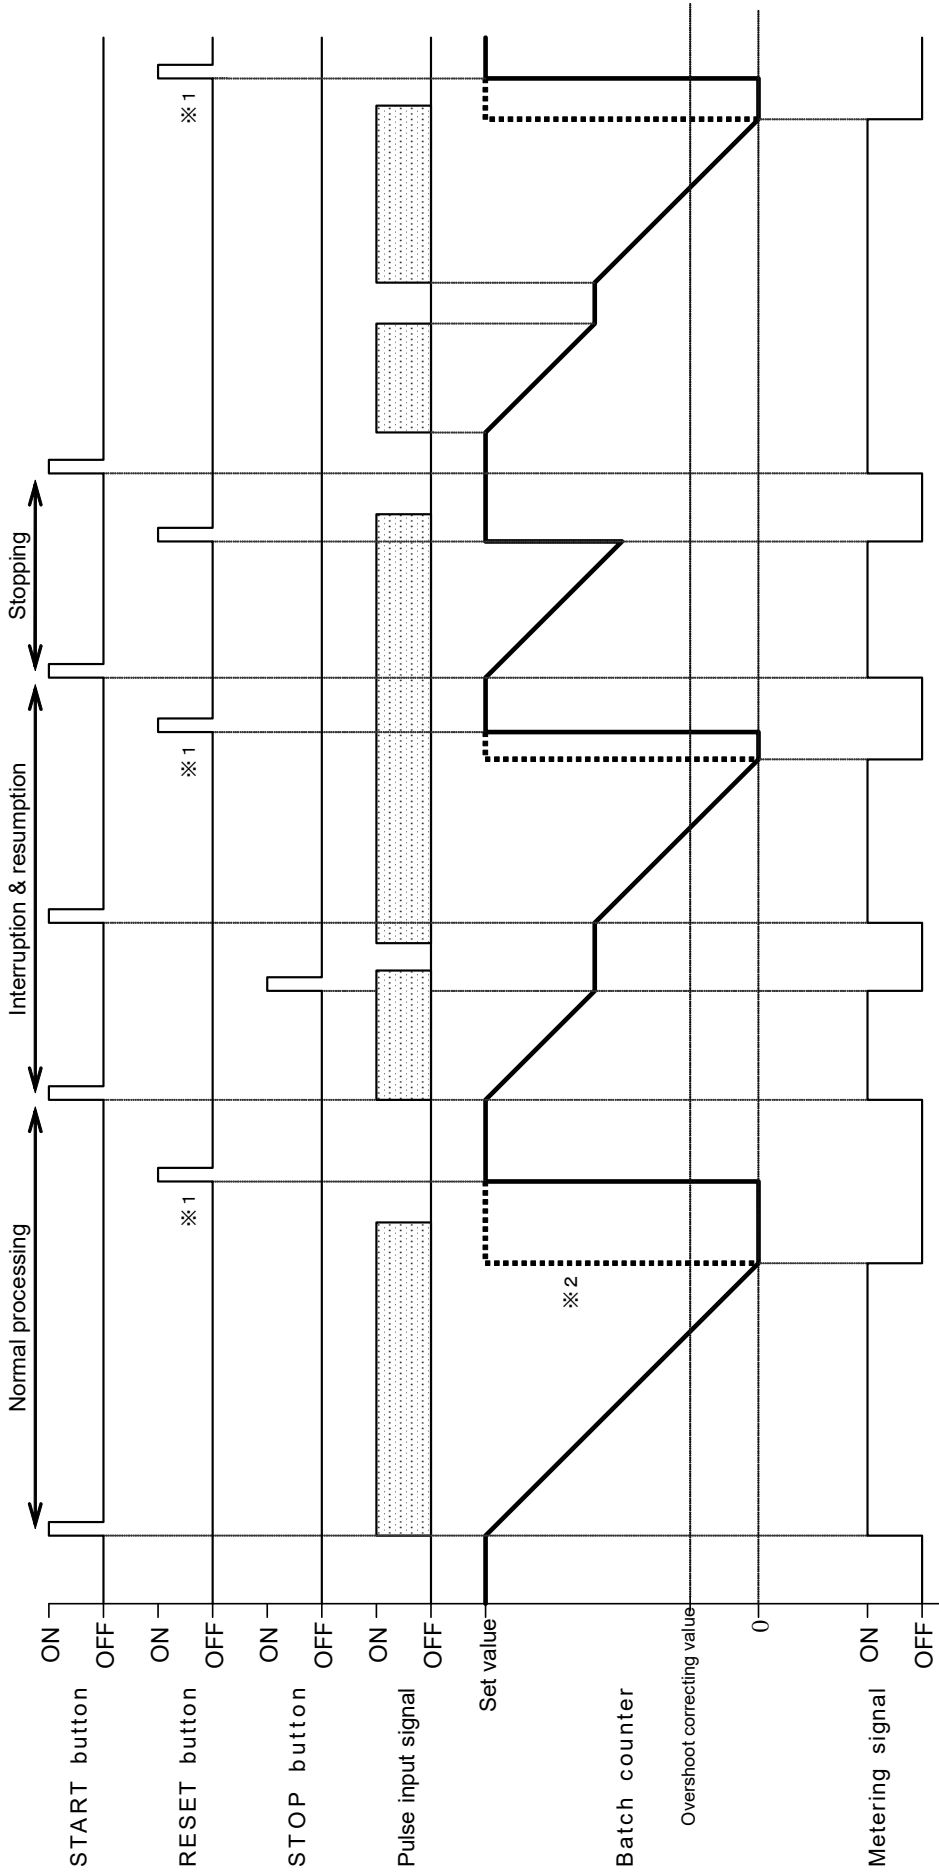 Normal processing
Interruption & resumption
Stopping
START button
ON
OFF
RESET button
ON
OFF
※1
※1
※1
STOP button
ON
OFF
Pulse input signal
ON
OFF
Batch counter
Set value
※2
Overshoot correcting value
0
Metering signal
ON
OFF